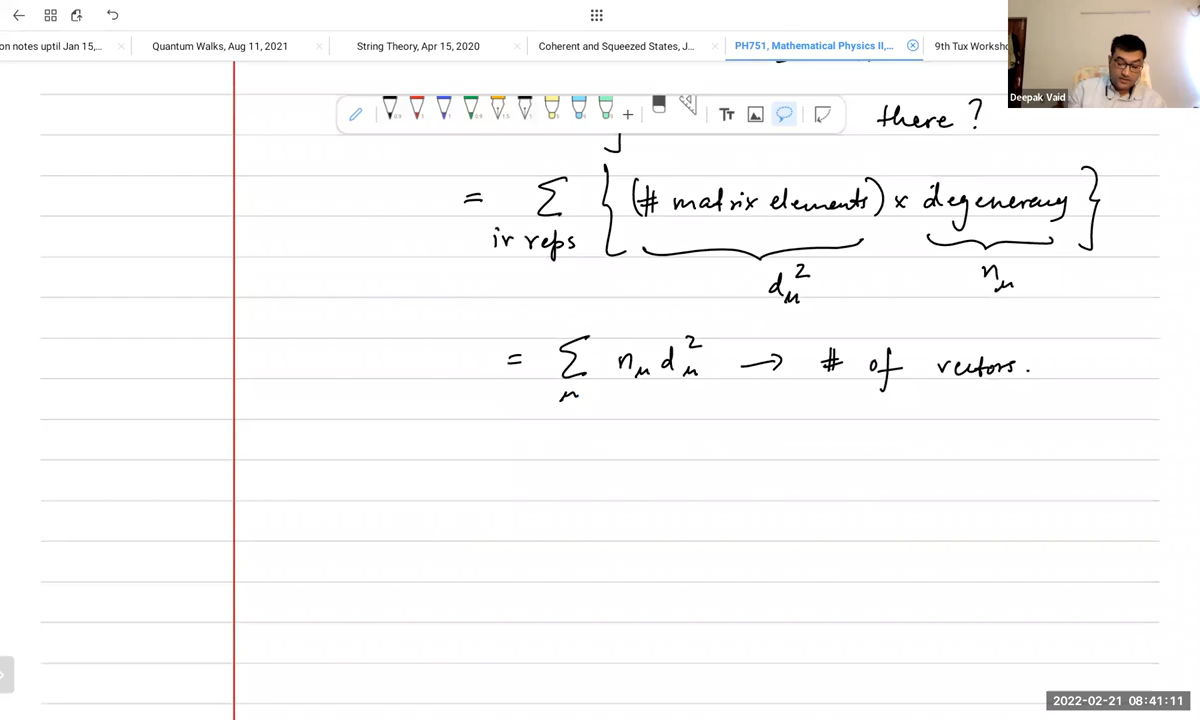 on notes uptil Jan 15,...
Quantum Walks, Aug 11, 2021
String Theory, Apr 15, 2020
Coherent and Squeezed States, J...
PH751, Mathematical Physics II,...
9th Tux Worksho
Deepak Vaid
Tт
there ?
= Σ { (# matrix elements) × degeneracy }
ir reps
d_μ^2 n_μ
= Σ_μ n_μ d_μ^2 → # of vectors.
2022-02-21 08:41:11